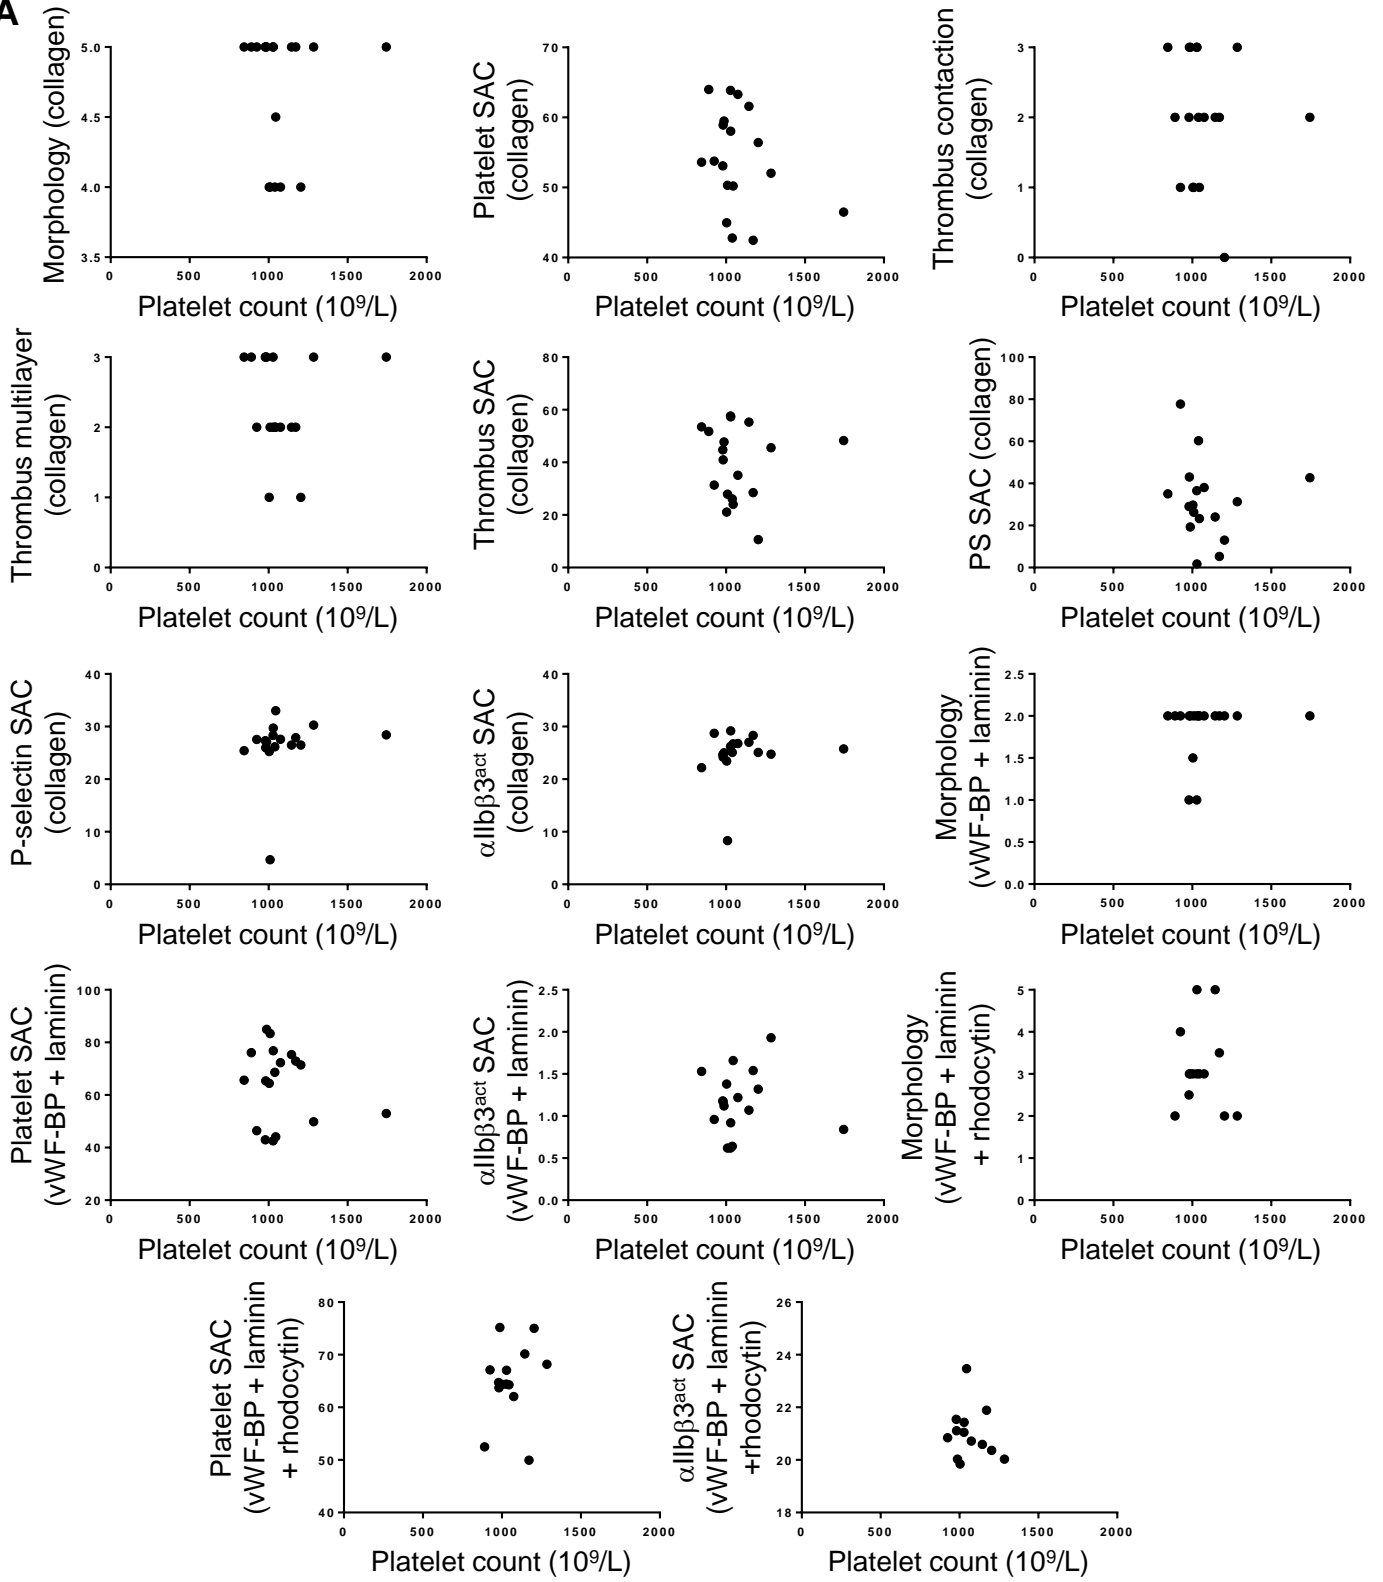 A
Morphology (collagen)
5.0
4.5
4.0
3.5
0 500 1000 1500 2000
Platelet count (10⁹/L)
Platelet SAC
(collagen)
70
60
50
40
0 500 1000 1500 2000
Platelet count (10⁹/L)
Thrombus contaction
(collagen)
3
2
1
0
0 500 1000 1500 2000
Platelet count (10⁹/L)
Thrombus multilayer
(collagen)
3
2
1
0
0 500 1000 1500 2000
Platelet count (10⁹/L)
Thrombus SAC
(collagen)
80
60
40
20
0
0 500 1000 1500 2000
Platelet count (10⁹/L)
PS SAC (collagen)
100
80
60
40
20
0
0 500 1000 1500 2000
Platelet count (10⁹/L)
P-selectin SAC
(collagen)
40
30
20
10
0
0 500 1000 1500 2000
Platelet count (10⁹/L)
αIIbβ3ᵃᶜᵗ SAC
(collagen)
40
30
20
10
0
0 500 1000 1500 2000
Platelet count (10⁹/L)
Morphology
(vWF-BP + laminin)
2.5
2.0
1.5
1.0
0.5
0.0
0 500 1000 1500 2000
Platelet count (10⁹/L)
Platelet SAC
(vWF-BP + laminin)
100
80
60
40
20
0 500 1000 1500 2000
Platelet count (10⁹/L)
αIIbβ3ᵃᶜᵗ SAC
(vWF-BP + laminin)
2.5
2.0
1.5
1.0
0.5
0.0
0 500 1000 1500 2000
Platelet count (10⁹/L)
Morphology
(vWF-BP + laminin
+ rhodocytin)
5
4
3
2
1
0
0 500 1000 1500 2000
Platelet count (10⁹/L)
Platelet SAC
(vWF-BP + laminin
+ rhodocytin)
80
70
60
50
40
0 500 1000 1500 2000
Platelet count (10⁹/L)
αIIbβ3ᵃᶜᵗ SAC
(vWF-BP + laminin
+rhodocytin)
26
24
22
20
18
0 500 1000 1500 2000
Platelet count (10⁹/L)